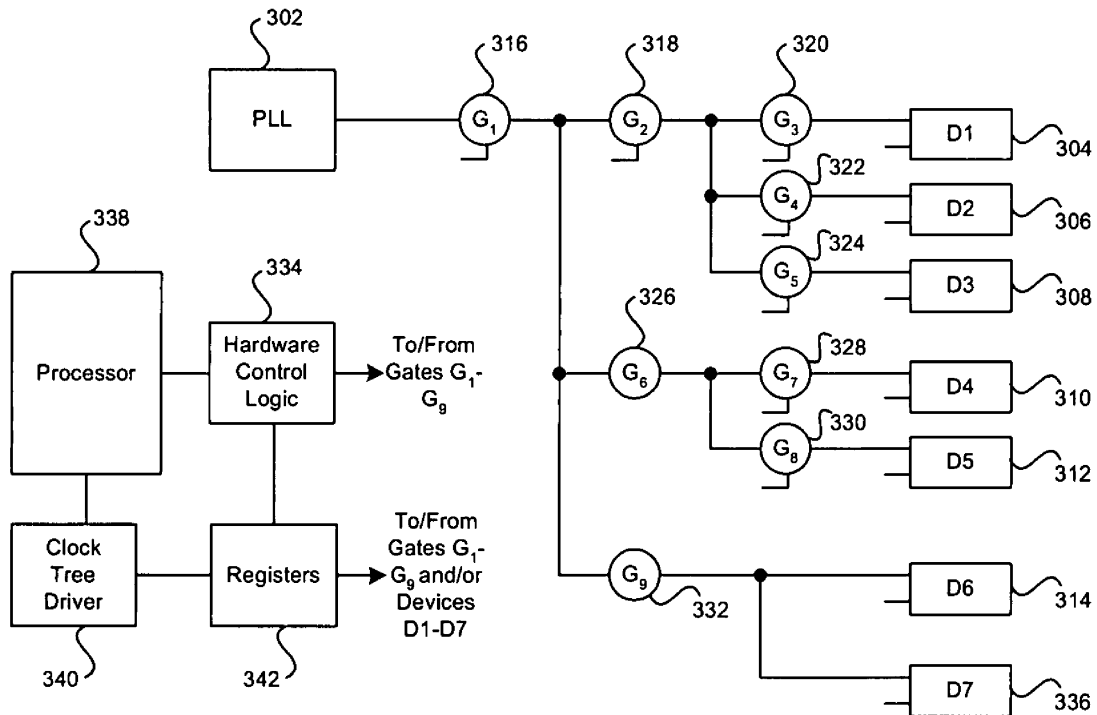 302
316
318
320
PLL
G1
G2
G3
D1
304
322
G4
D2
306
324
G5
D3
308
338
334
326
328
Processor
Hardware
Control
Logic
To/From
Gates G1-
G9
G6
G7
D4
310
330
G8
D5
312
Clock
Tree
Driver
Registers
To/From
Gates G1-
G9 and/or
Devices
D1-D7
G9
332
D6
314
340
342
D7
336